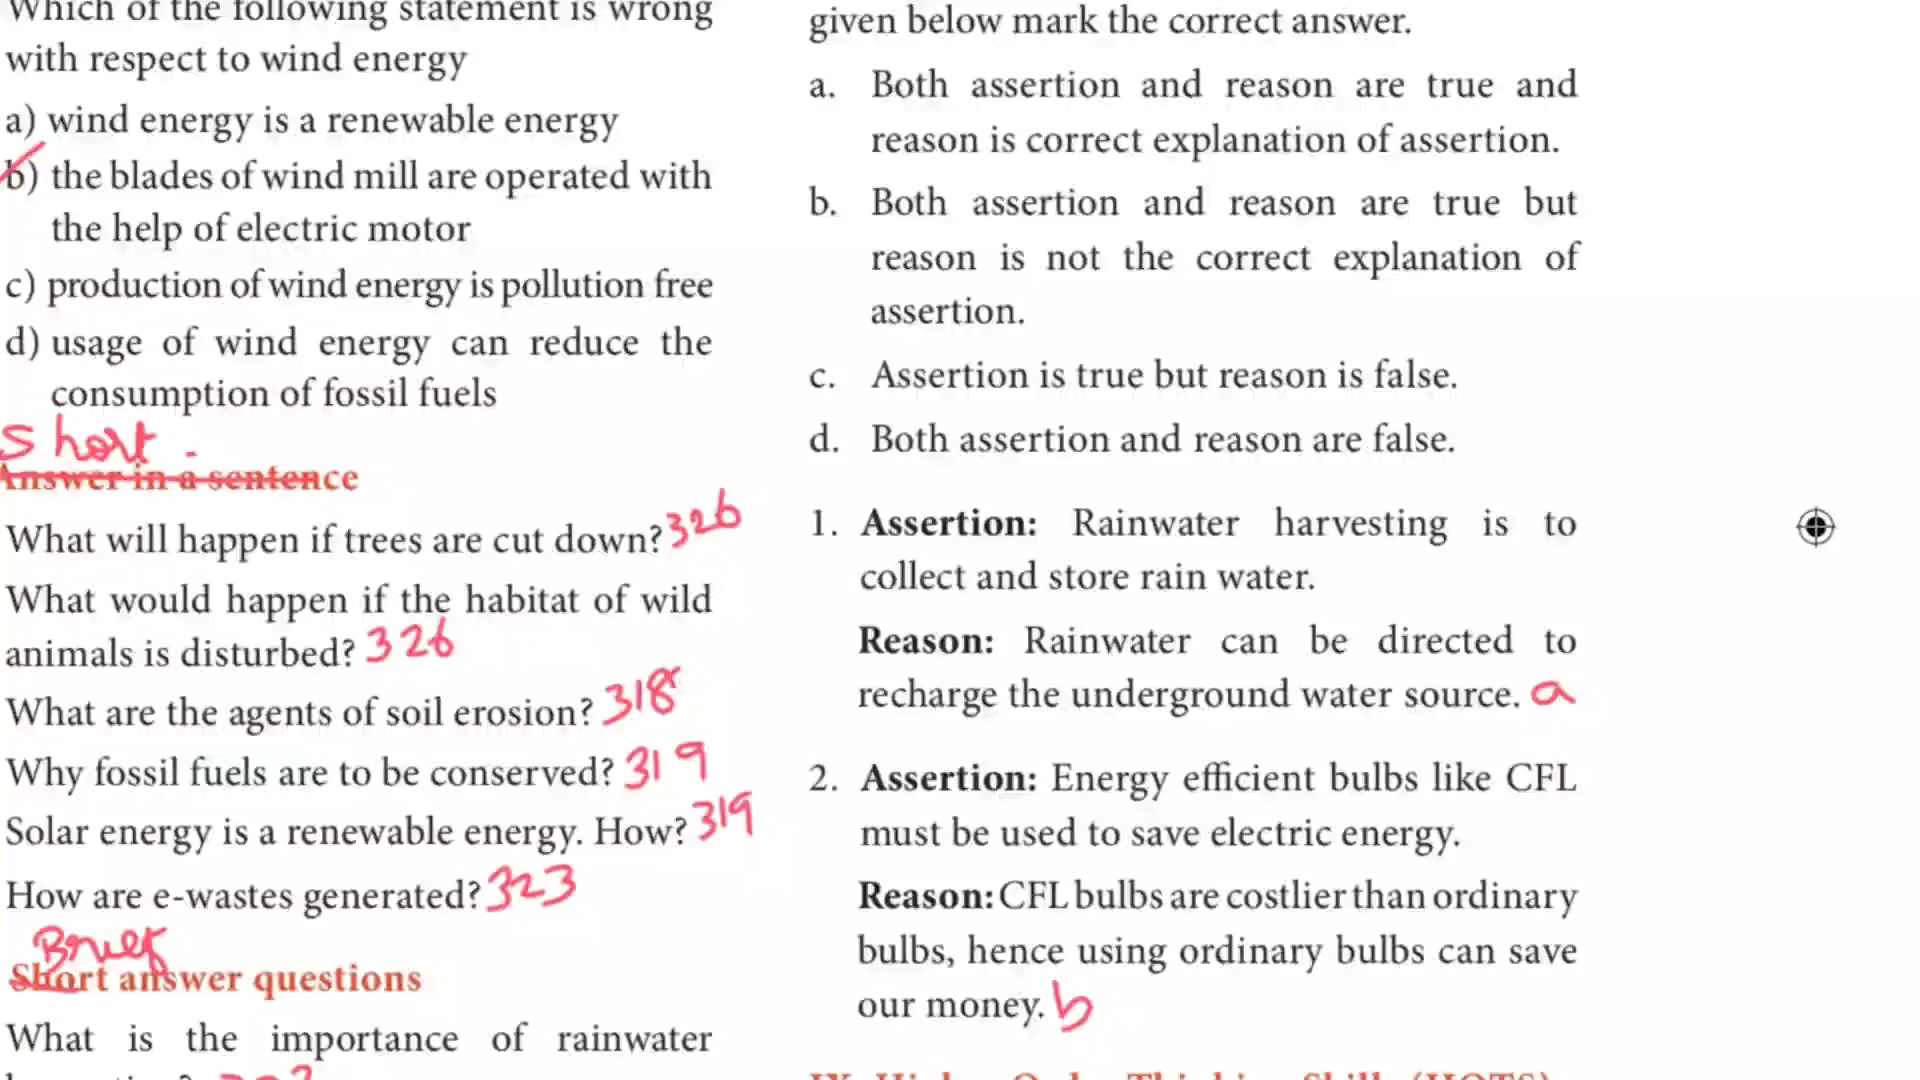 Which of the following statement is wrong
with respect to wind energy
a) wind energy is a renewable energy
b) the blades of wind mill are operated with
the help of electric motor
c) production of wind energy is pollution free
d) usage of wind energy can reduce the
consumption of fossil fuels
Short
Answer in a sentence
What will happen if trees are cut down? 326
What would happen if the habitat of wild
animals is disturbed? 326
What are the agents of soil erosion? 318
Why fossil fuels are to be conserved? 319
Solar energy is a renewable energy. How? 319
How are e-wastes generated? 323
Brief
Short answer questions
What is the importance of rainwater
given below mark the correct answer.
a. Both assertion and reason are true and
reason is correct explanation of assertion.
b. Both assertion and reason are true but
reason is not the correct explanation of
assertion.
c. Assertion is true but reason is false.
d. Both assertion and reason are false.
1. Assertion: Rainwater harvesting is to
collect and store rain water.
Reason: Rainwater can be directed to
recharge the underground water source. a
2. Assertion: Energy efficient bulbs like CFL
must be used to save electric energy.
Reason: CFL bulbs are costlier than ordinary
bulbs, hence using ordinary bulbs can save
our money. b